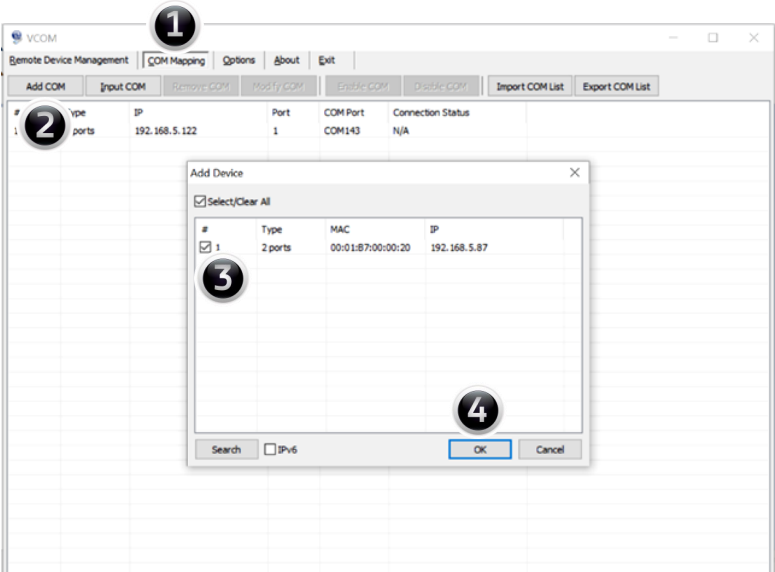 1
VCOM
Remote Device Management COM Mapping Options About Exit
Add COM Input COM Remove COM Modify COM Enable COM Disable COM Import COM List Export COM List
# ype IP Port COM Port Connection Status
2
1 ports 192.168.5.122 1 COM143 N/A
Add Device
Select/Clear All
# Type MAC IP
1 2 ports 00:01:B7:00:00:20 192.168.5.87
3
4
Search IPv6 OK Cancel